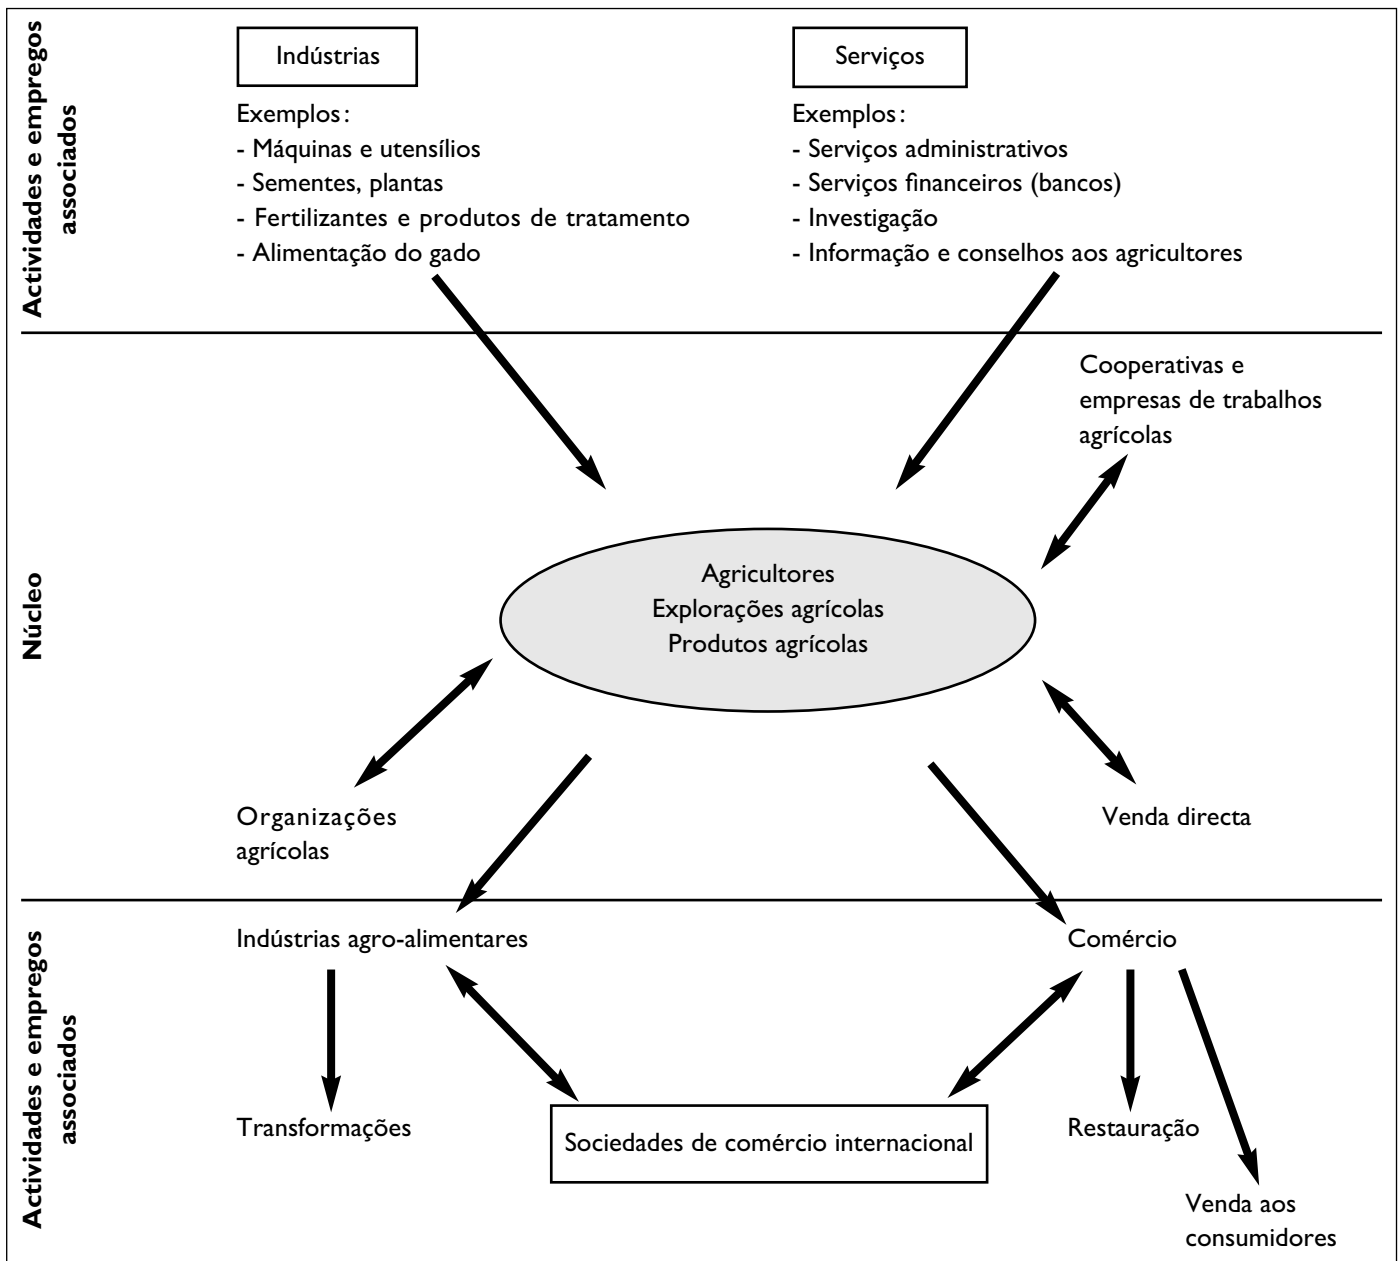 Actividades e empregos
associados
Indústrias
Exemplos:
- Máquinas e utensílios
- Sementes, plantas
- Fertilizantes e produtos de tratamento
- Alimentação do gado
Serviços
Exemplos:
- Serviços administrativos
- Serviços financeiros (bancos)
- Investigação
- Informação e conselhos aos agricultores
Núcleo
Cooperativas e
empresas de trabalhos
agrícolas
Agricultores
Explorações agrícolas
Produtos agrícolas
Organizações
agrícolas
Venda directa
Actividades e empregos
associados
Indústrias agro-alimentares
Comércio
Transformações
Sociedades de comércio internacional
Restauração
Venda aos
consumidores